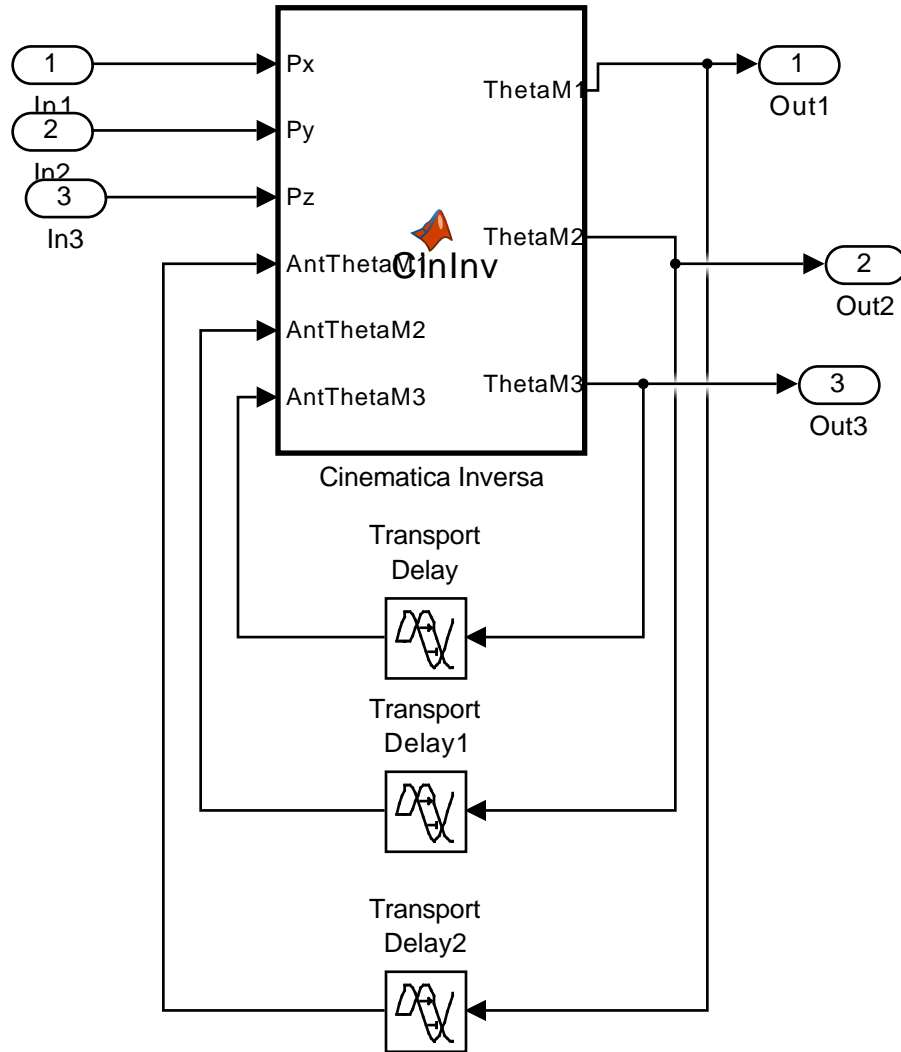 1
In1
2
In2
3
In3
Px
Py
Pz
AntThetaM1
AntThetaM2
AntThetaM3
CinInv
ThetaM1
ThetaM2
ThetaM3
1
Out1
2
Out2
3
Out3
Cinematica Inversa
Transport
Delay
Transport
Delay1
Transport
Delay2